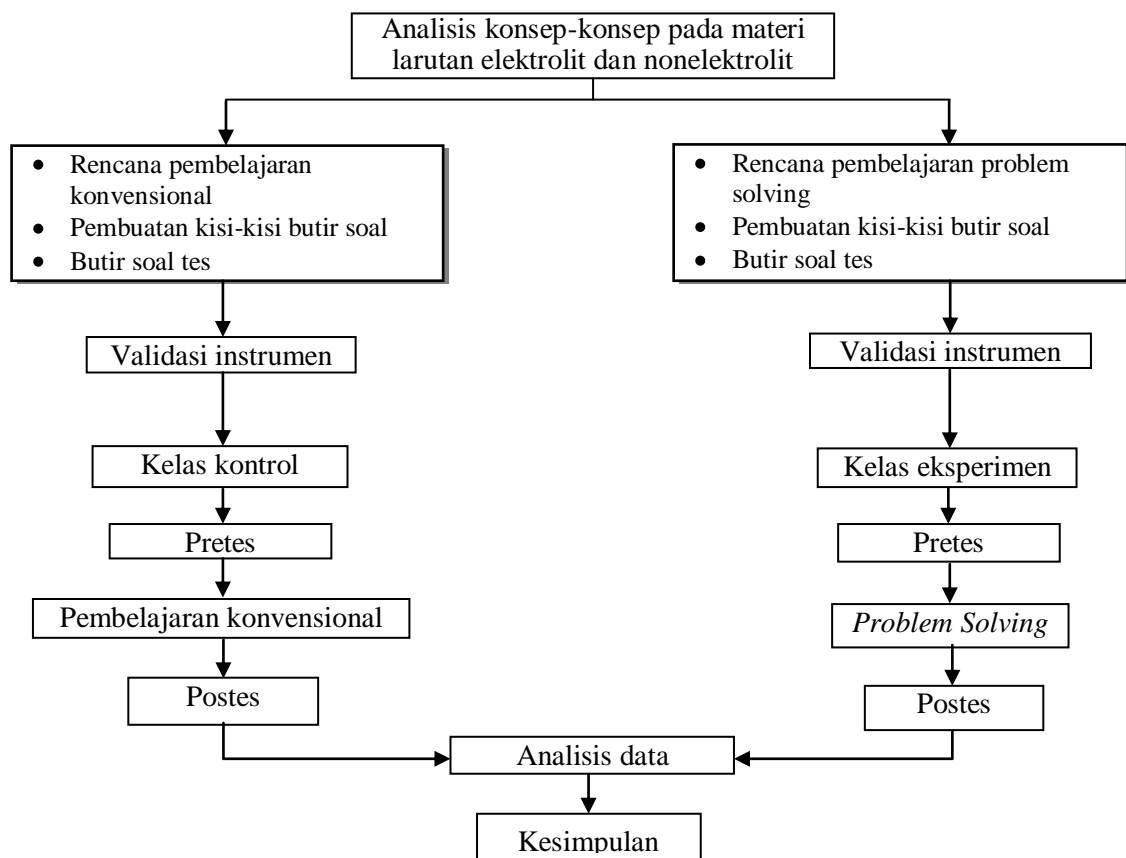 Analisis konsep-konsep pada materi
larutan elektrolit dan nonelektrolit
• Rencana pembelajaran
konvensional
• Pembuatan kisi-kisi butir soal
• Butir soal tes
• Rencana pembelajaran problem
solving
• Pembuatan kisi-kisi butir soal
• Butir soal tes
Validasi instrumen
Validasi instrumen
Kelas kontrol
Kelas eksperimen
Pretes
Pretes
Pembelajaran konvensional
Problem Solving
Postes
Postes
Analisis data
Kesimpulan